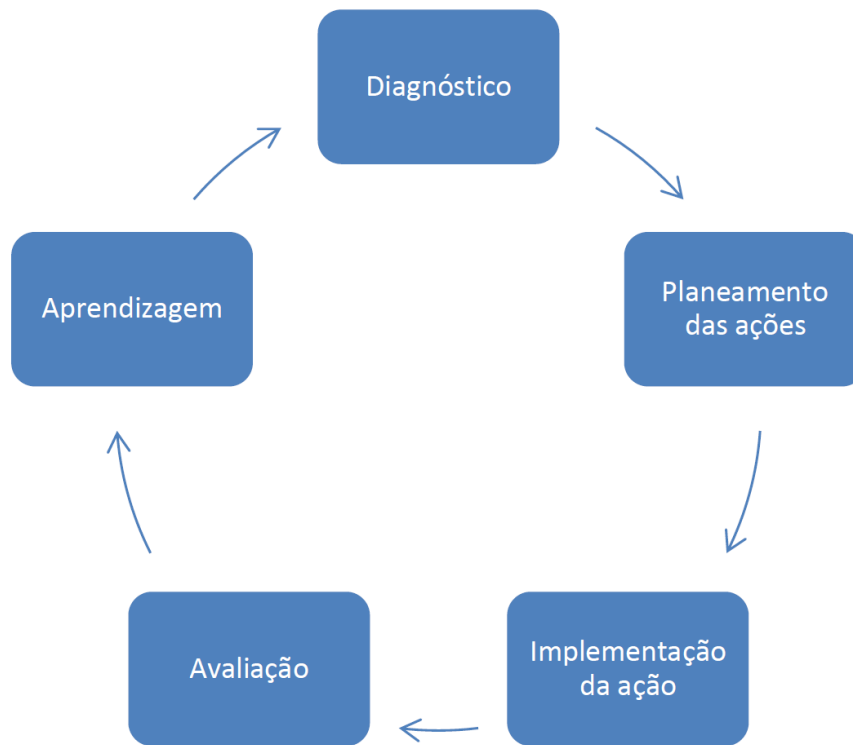 Diagnóstico
Planeamento
das ações
Implementação
da ação
Avaliação
Aprendizagem